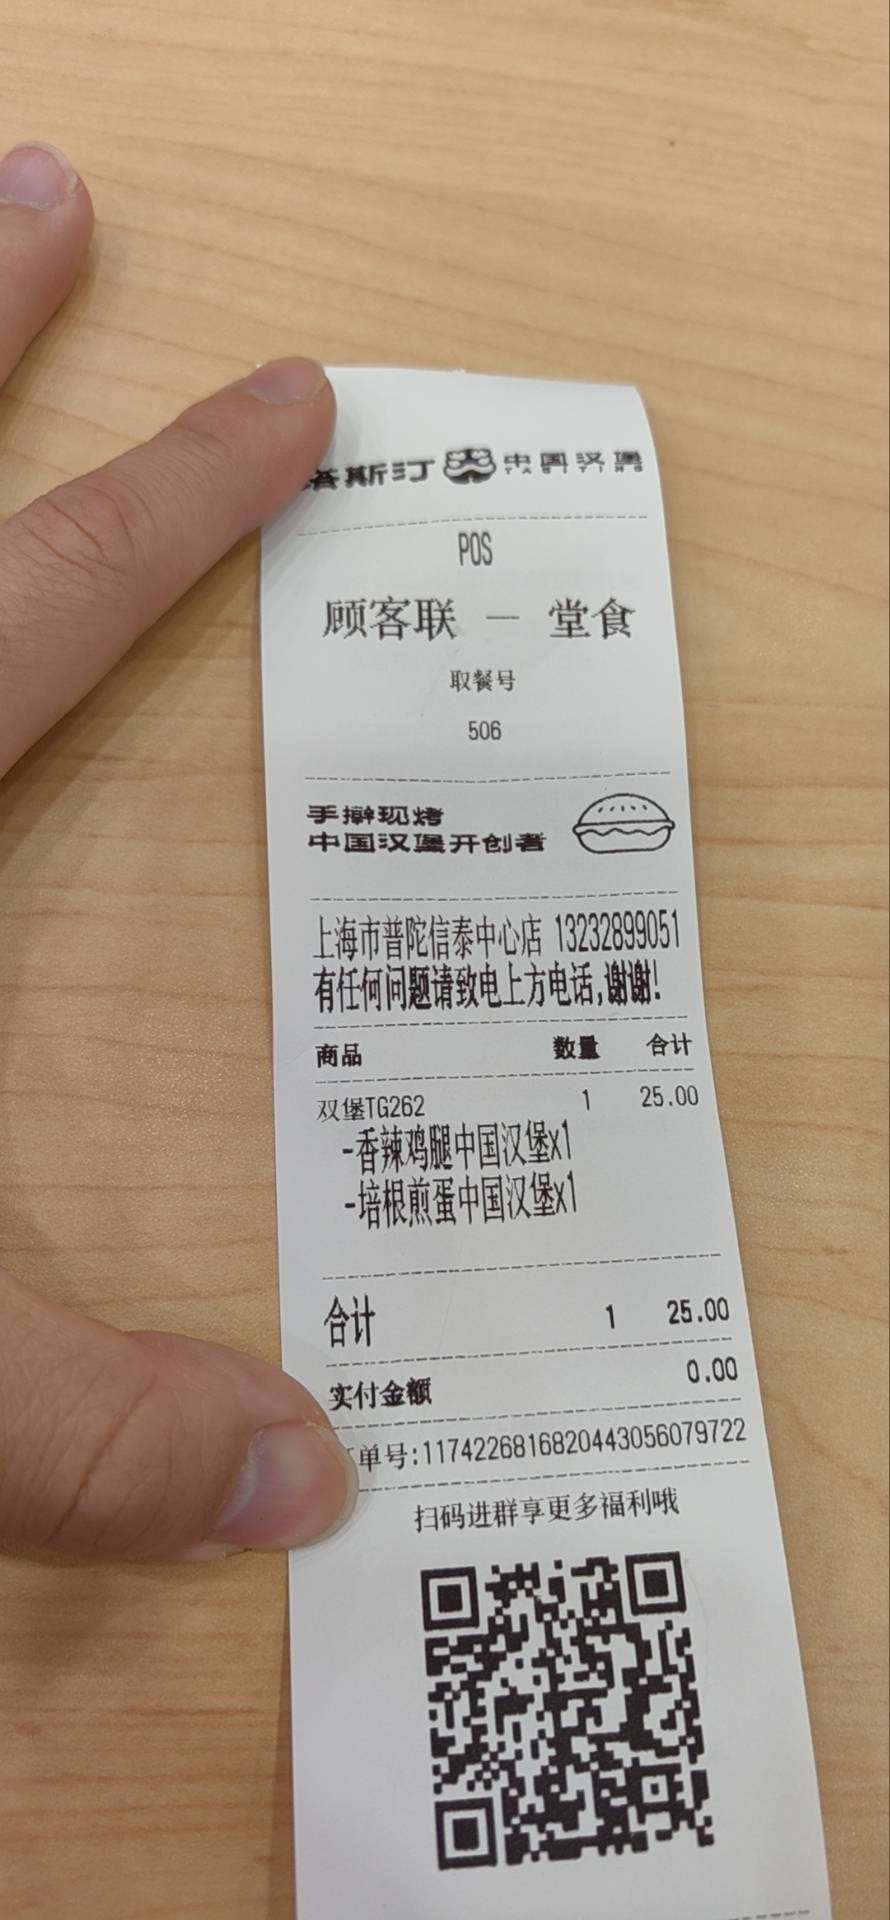 塔斯汀 中国汉堡
TASITING
POS
顾客联 — 堂食
取餐号
506
手擀现烤
中国汉堡开创者
上海市普陀信泰中心店 13232899051
有任何问题请致电上方电话,谢谢!
商品 数量 合计
双堡TG262 1 25.00
-香辣鸡腿中国汉堡x1
-培根煎蛋中国汉堡x1
合计 1 25.00
实付金额 0.00
单号:1174226816820443056079722
扫码进群享更多福利哦